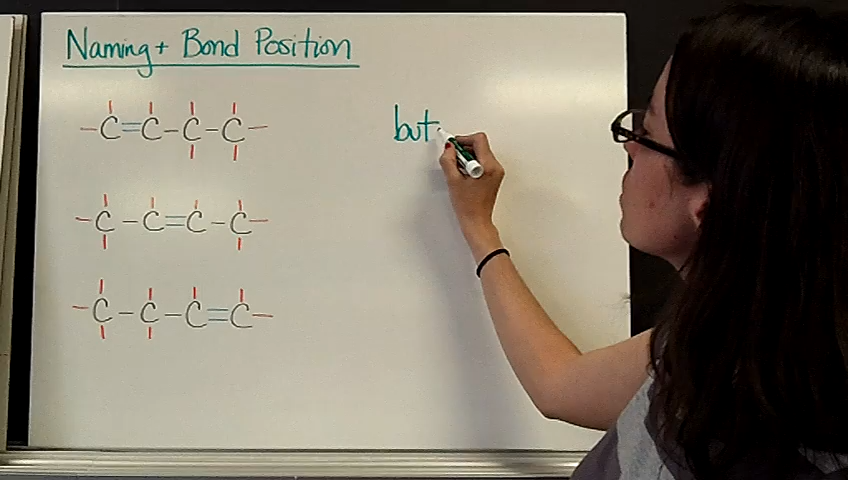 Naming + Bond Position
C=C-C-C
but
C-C=C-C
C-C-C=C